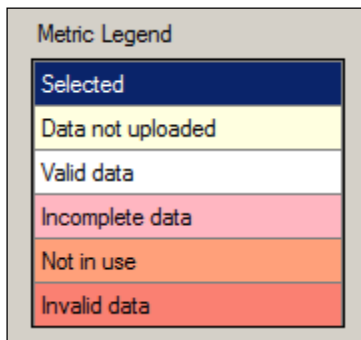 Metric Legend
Selected
Data not uploaded
Valid data
Incomplete data
Not in use
Invalid data